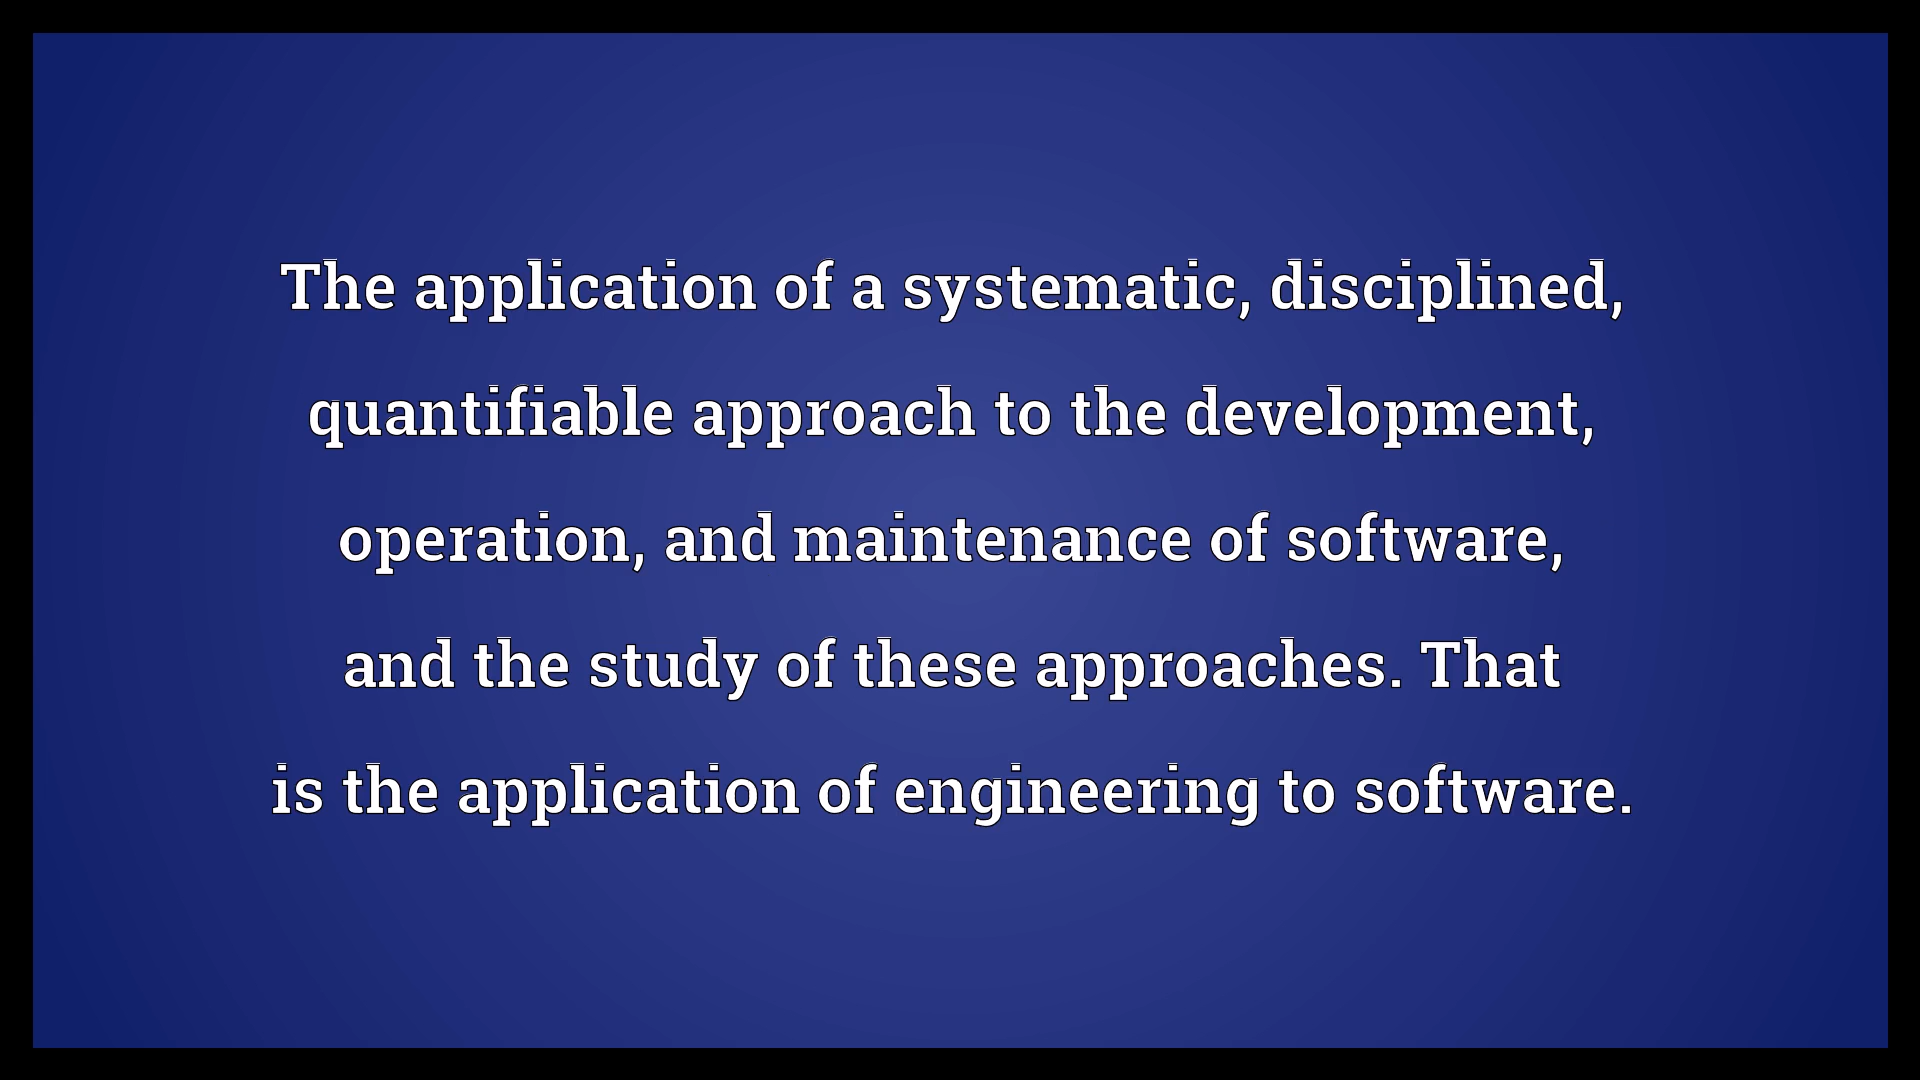 The application of a systematic, disciplined,
quantifiable approach to the development,
operation, and maintenance of software,
and the study of these approaches. That
is the application of engineering to software.